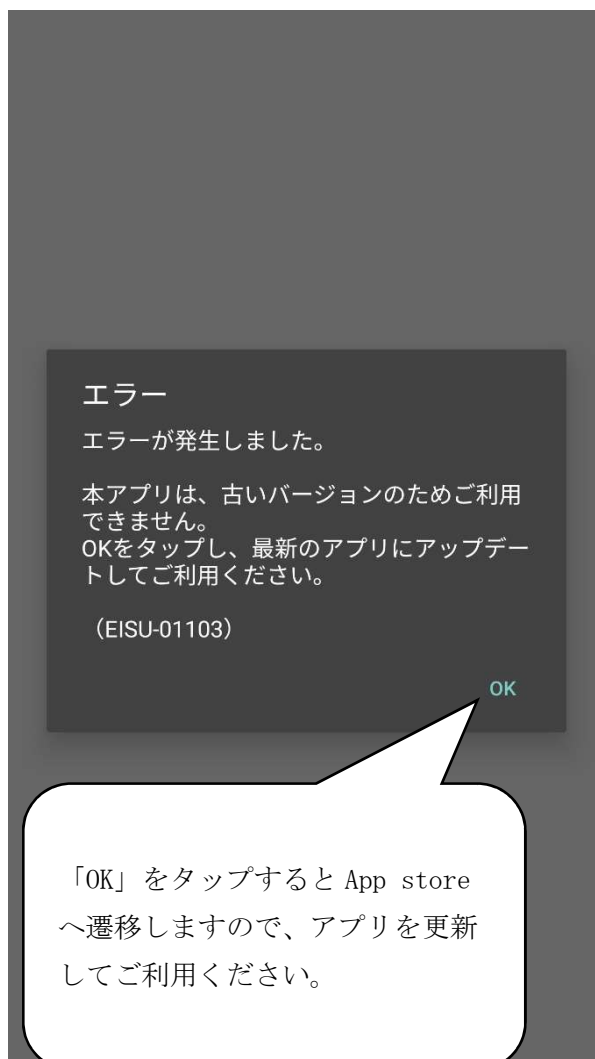 エラー
エラーが発生しました。
本アプリは、古いバージョンのためご利用
できません。
OKをタップし、最新のアプリにアップデー
トしてご利用ください。
（EISU-01103）
OK
「OK」をタップすると App store
へ遷移しますので、アプリを更新
してご利用ください。